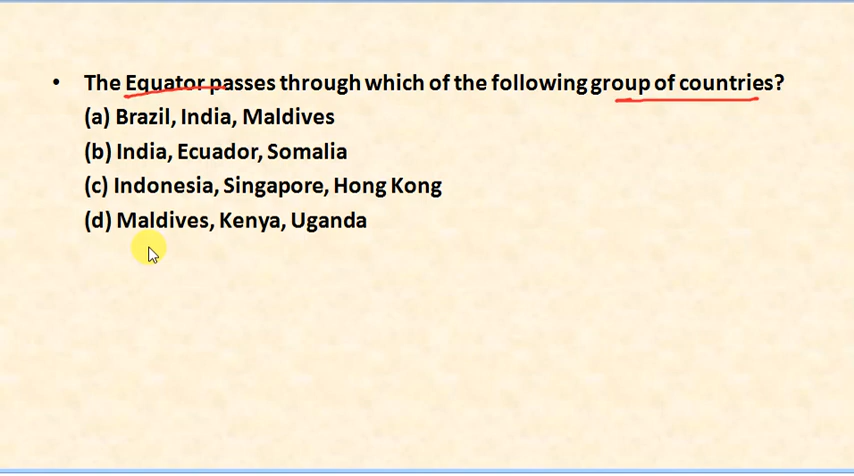 • The Equator passes through which of the following group of countries?
(a) Brazil, India, Maldives
(b) India, Ecuador, Somalia
(c) Indonesia, Singapore, Hong Kong
(d) Maldives, Kenya, Uganda